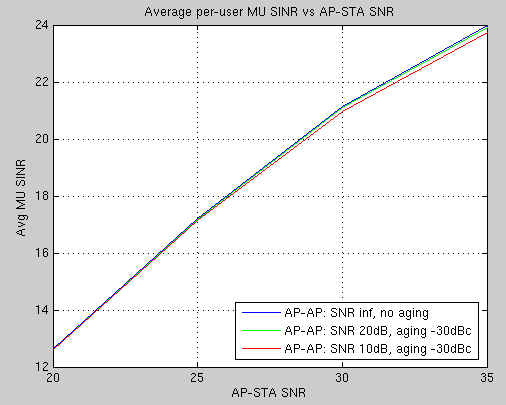 Average per-user MU SINR vs AP-STA SNR
24
22
20
18
16
14
12
Avg MU SINR
AP-AP: SNR inf, no aging
AP-AP: SNR 20dB, aging -30dBc
AP-AP: SNR 10dB, aging -30dBc
20 25 30 35
AP-STA SNR